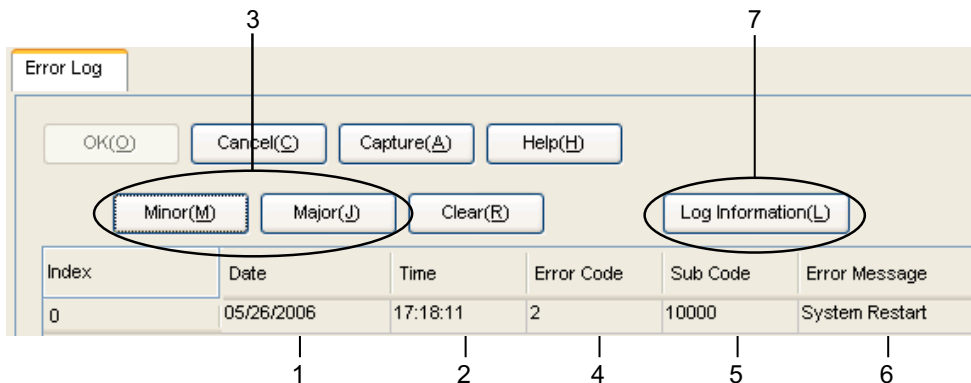 3 7
Error Log
OK(O) Cancel(C) Capture(A) Help(H)
Minor(M) Major(J) Clear(R) Log Information(L)
Index Date Time Error Code Sub Code Error Message
0 05/26/2006 17:18:11 2 10000 System Restart
1 2 4 5 6